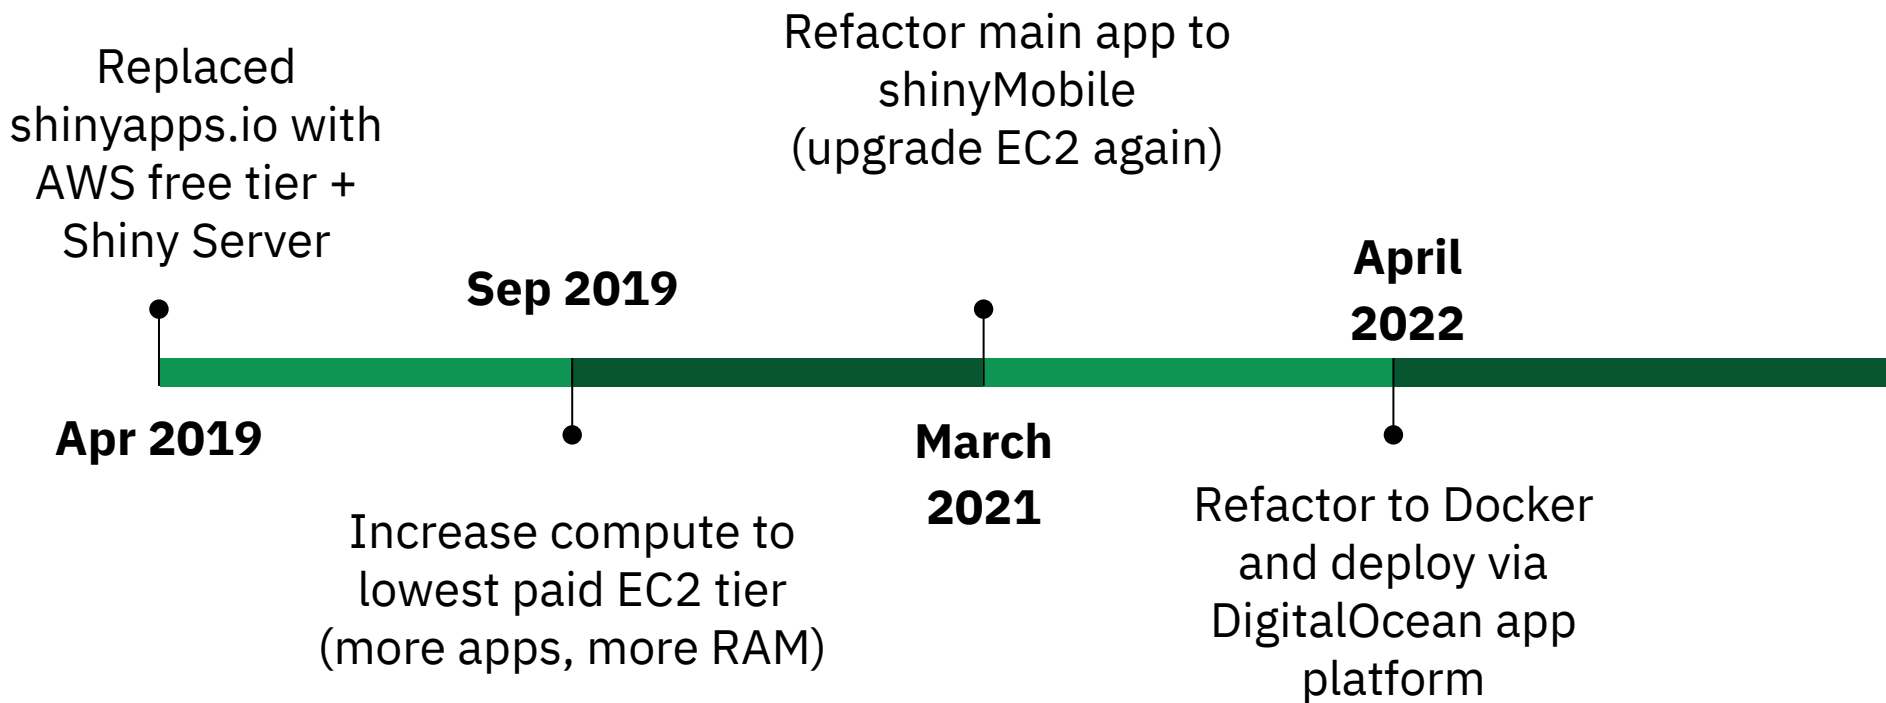 Replaced
shinyapps.io with
AWS free tier +
Shiny Server
Apr 2019
Sep 2019
Increase compute to
lowest paid EC2 tier
(more apps, more RAM)
Refactor main app to
shinyMobile
(upgrade EC2 again)
March
2021
April
2022
Refactor to Docker
and deploy via
DigitalOcean app
platform